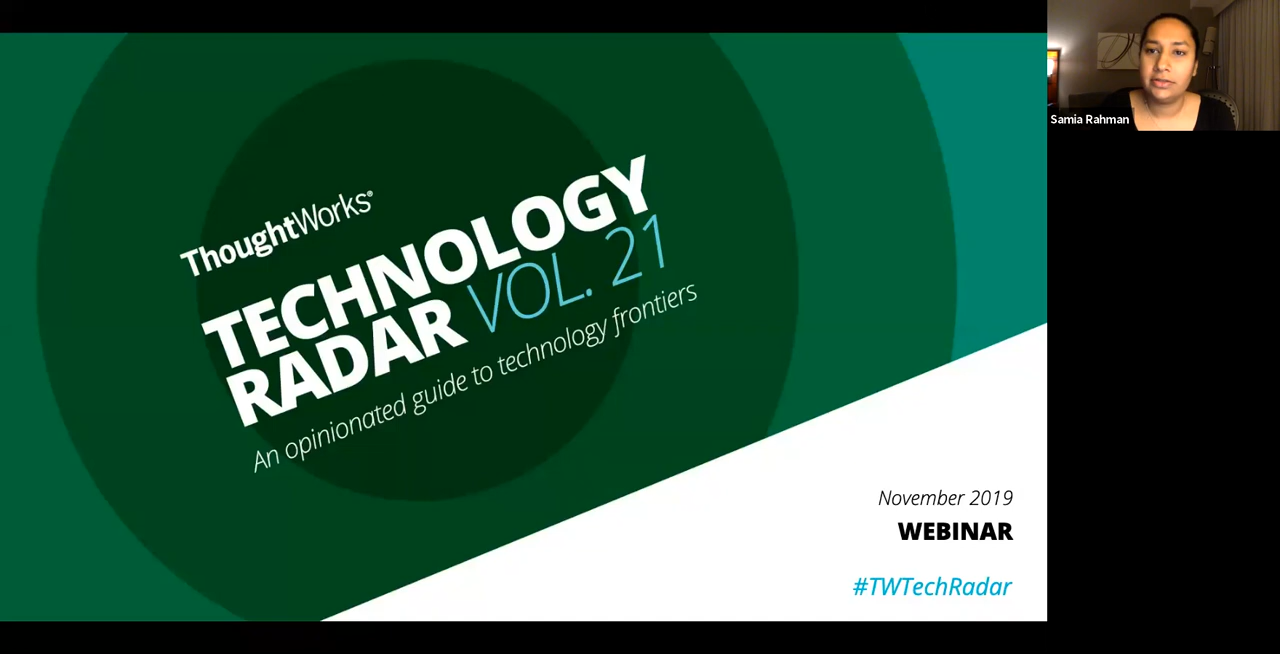 ThoughtWorks®
TECHNOLOGY
RADAR VOL. 21
An opinionated guide to technology frontiers
November 2019
WEBINAR
#TWTechRadar
Samia Rahman